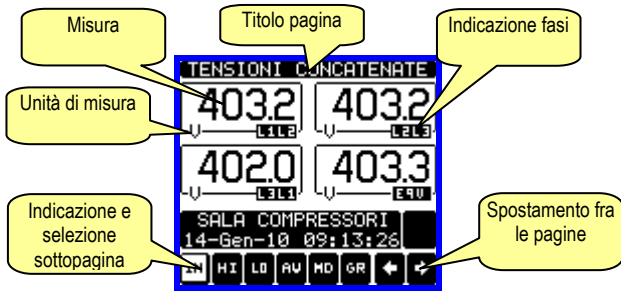 Misura
Titolo pagina
Indicazione fasi
TENSIONI CONCATENATE
403.2
403.2
Unità di misura
V
L1L2
V
L2L3
402.0
403.3
V
L3L1
V
EQV
Indicazione e
selezione
sottopagina
SALA COMPRESSORI
14-Gen-10 09:13:26
Spostamento fra
le pagine
IN HI LO AV MD GR